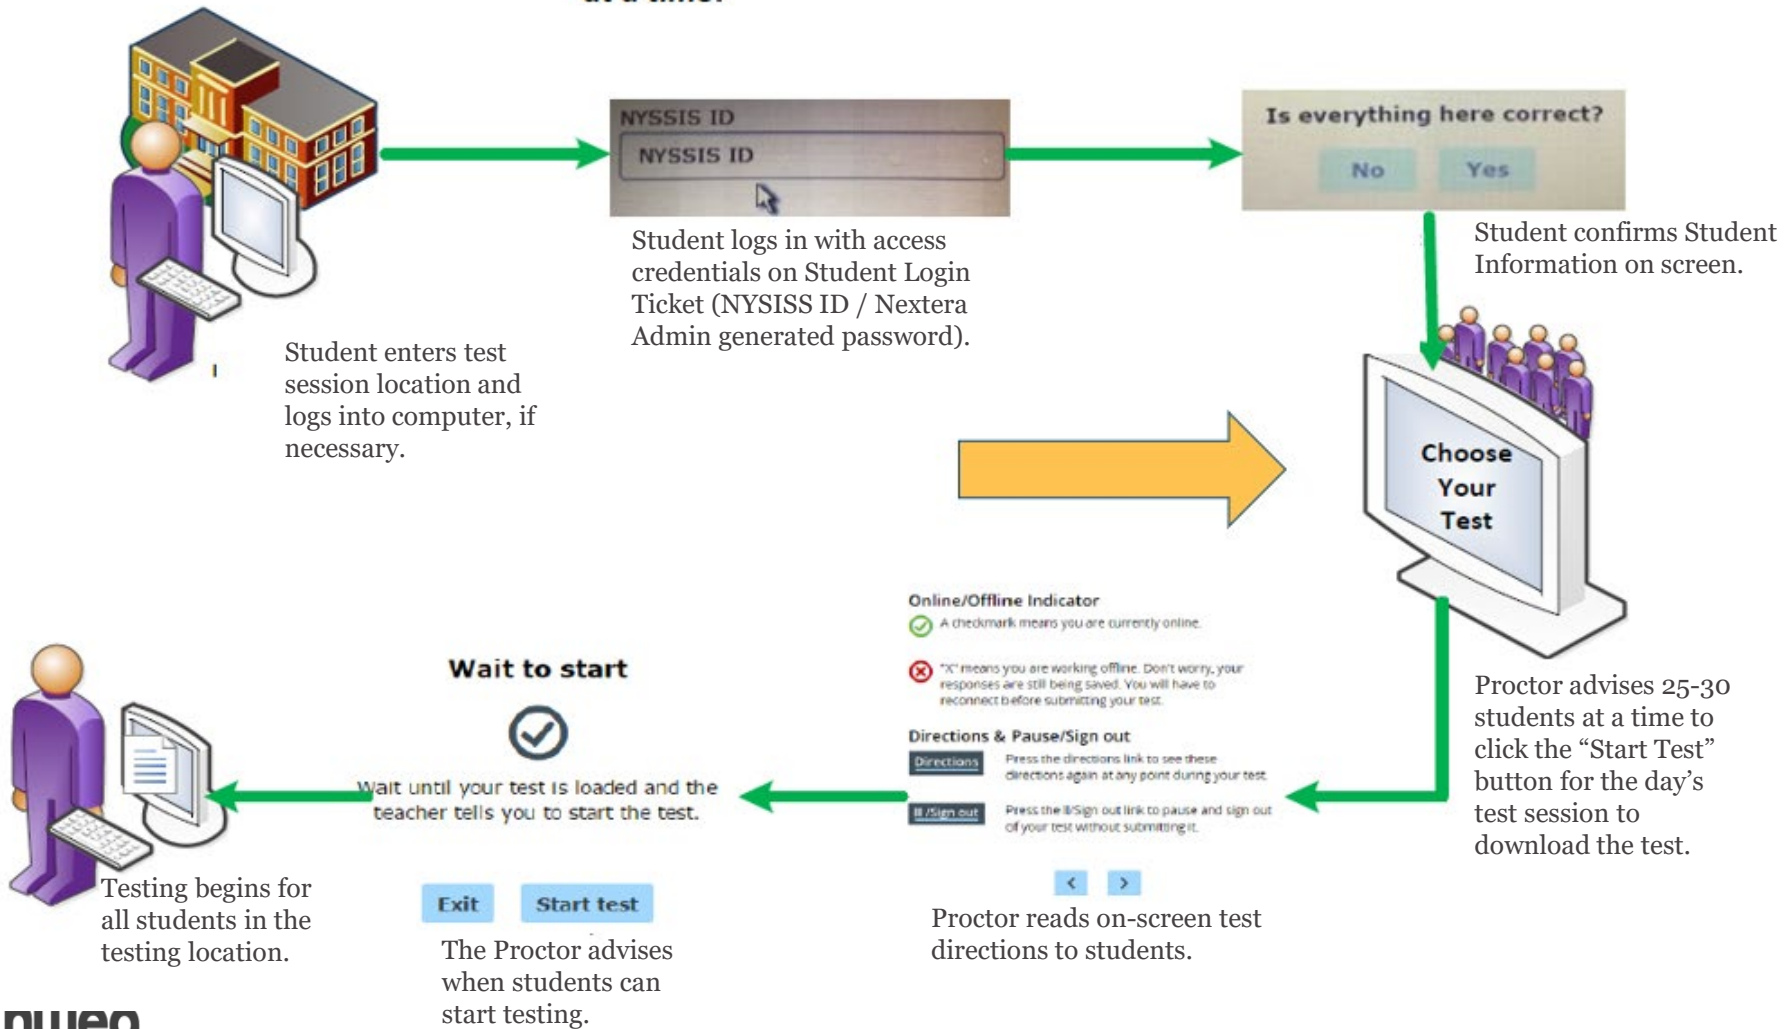 NYSSIS ID
NYSSIS ID
Is everything here correct?
No Yes
Student enters test
session location and
logs into computer, if
necessary.
Student logs in with access
credentials on Student Login
Ticket (NYSISS ID / Nextera
Admin generated password).
Student confirms Student
Information on screen.
Choose
Your
Test
Proctor advises 25-30
students at a time to
click the “Start Test”
button for the day’s
test session to
download the test.
Online/Offline Indicator
A checkmark means you are currently online.
"X" means you are working offline. Don't worry, your
responses are still being saved. You will have to
reconnect before submitting your test.
Directions & Pause/Sign out
Directions
Press the directions link to see these
directions again at any point during your test.
II/Sign out
Press the II/Sign out link to pause and sign out
of your test without submitting it.
< >
Proctor reads on-screen test
directions to students.
Wait to start
Wait until your test is loaded and the
teacher tells you to start the test.
Exit Start test
The Proctor advises
when students can
start testing.
Testing begins for
all students in the
testing location.